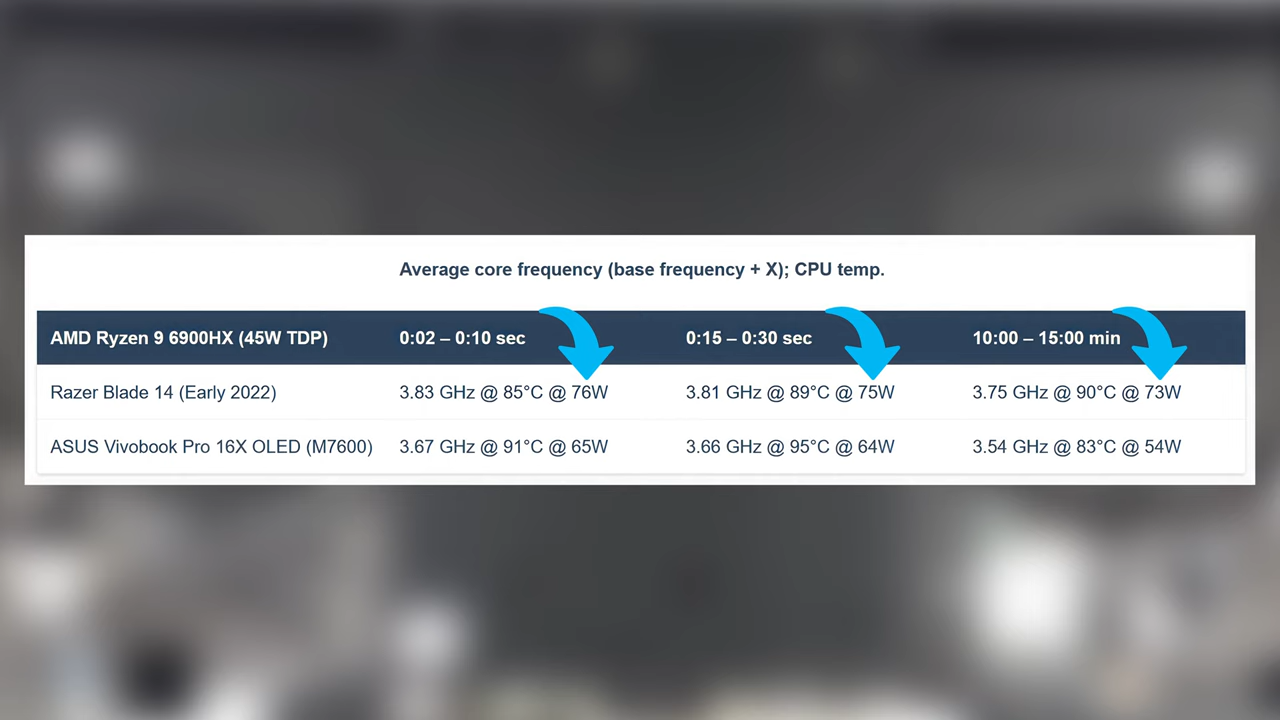 Average core frequency (base frequency + X); CPU temp.
AMD Ryzen 9 6900HX (45W TDP) 0:02 – 0:10 sec 0:15 – 0:30 sec 10:00 – 15:00 min
Razer Blade 14 (Early 2022) 3.83 GHz @ 85°C @ 76W 3.81 GHz @ 89°C @ 75W 3.75 GHz @ 90°C @ 73W
ASUS Vivobook Pro 16X OLED (M7600) 3.67 GHz @ 91°C @ 65W 3.66 GHz @ 95°C @ 64W 3.54 GHz @ 83°C @ 54W